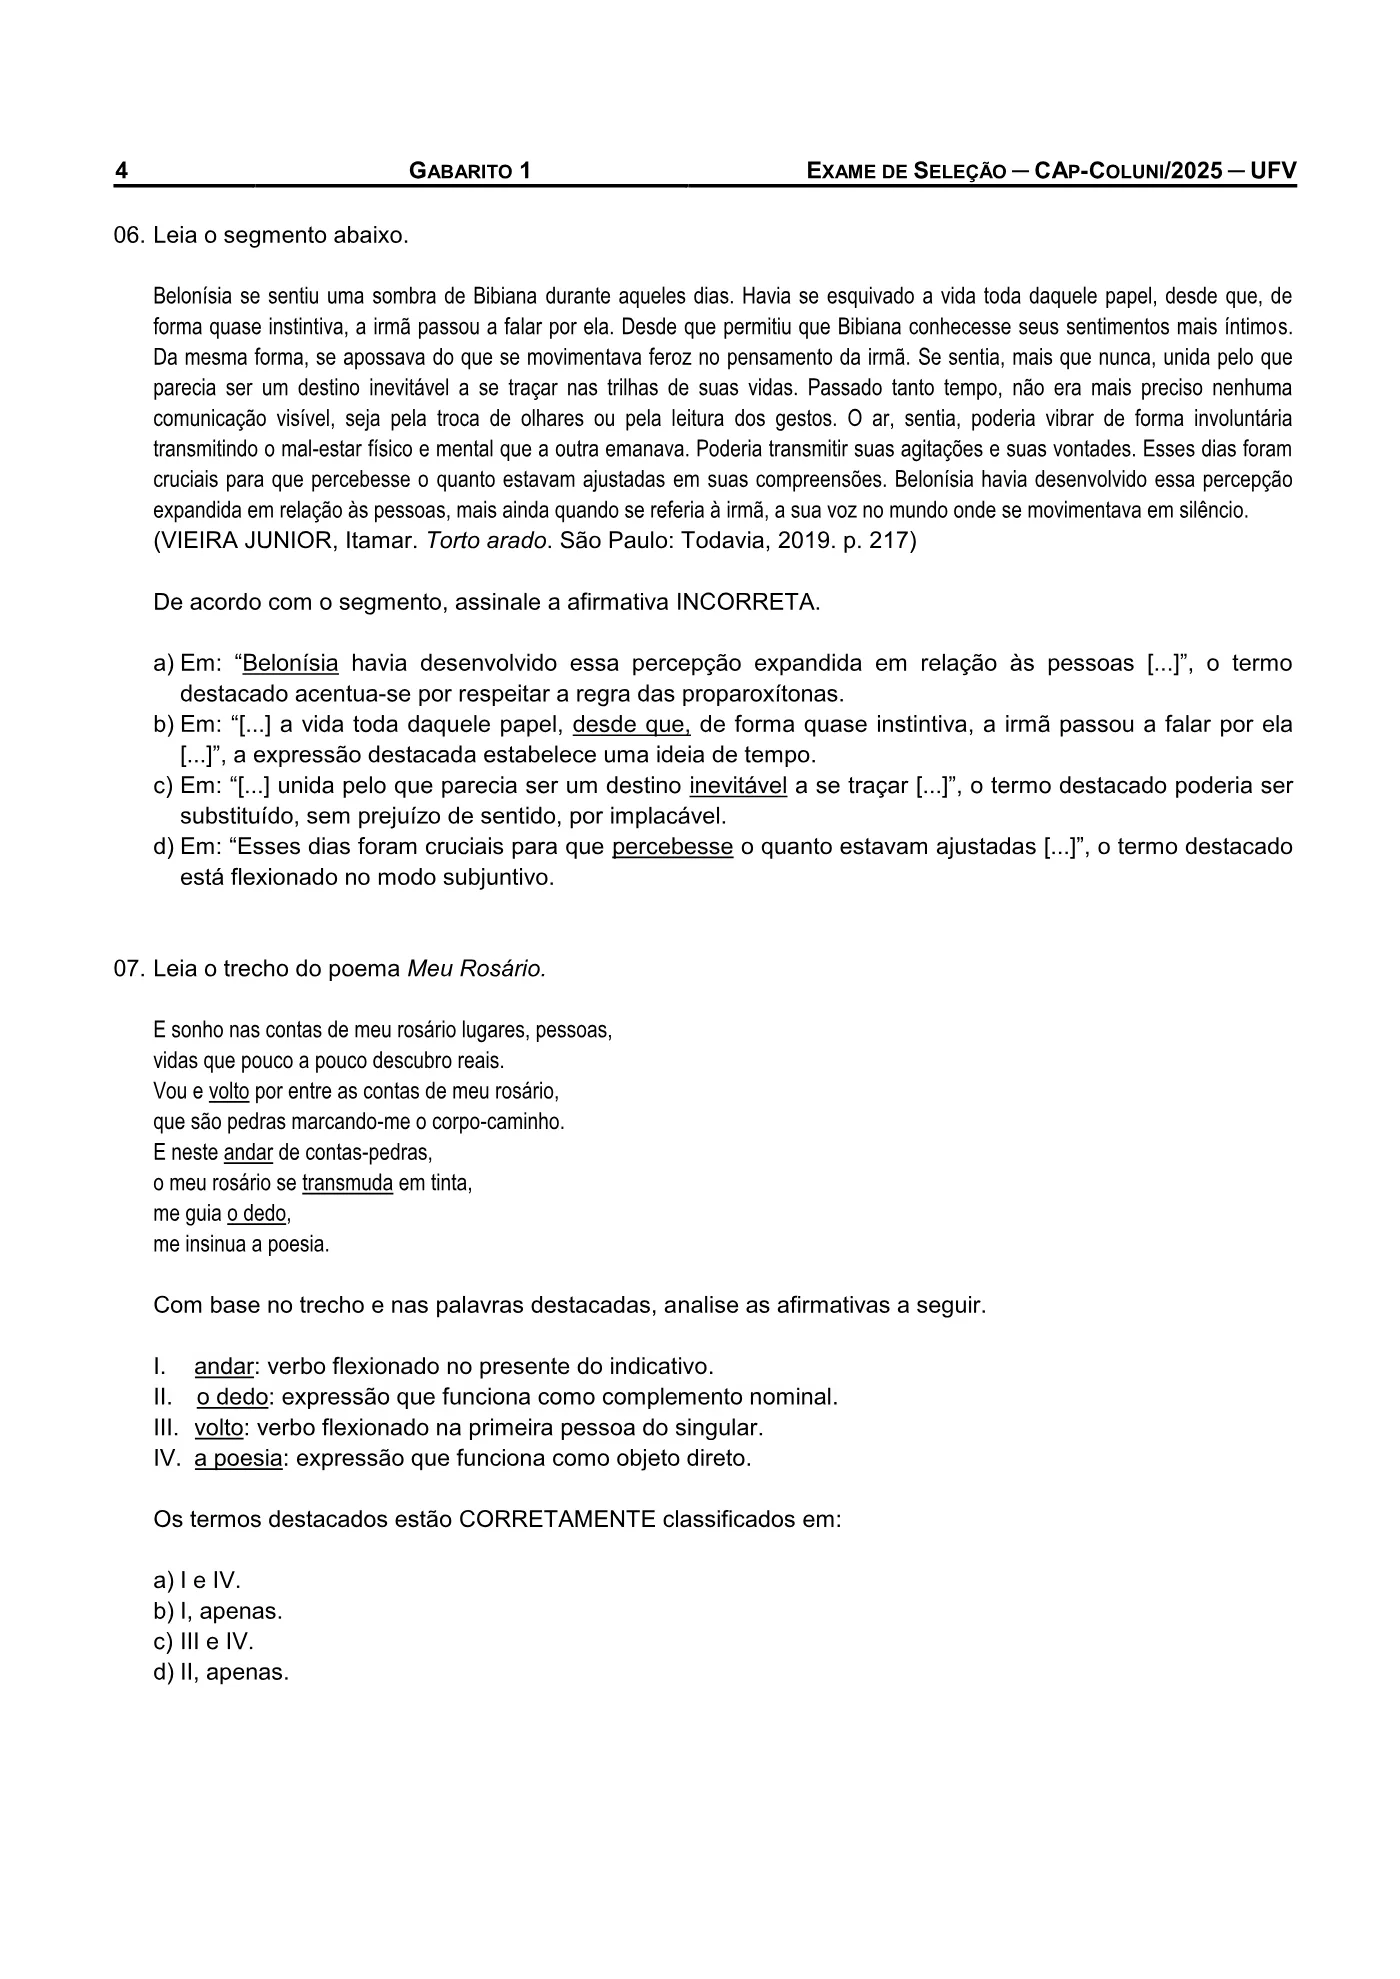 4 GABARITO 1 EXAME DE SELEÇÃO — CAP-COLUNI/2025 — UFV
06. Leia o segmento abaixo.
Belonísia se sentiu uma sombra de Bibiana durante aqueles dias. Havia se esquivado a vida toda daquele papel, desde que, de
forma quase instintiva, a irmã passou a falar por ela. Desde que permitiu que Bibiana conhecesse seus sentimentos mais íntimos.
Da mesma forma, se apossava do que se movimentava feroz no pensamento da irmã. Se sentia, mais que nunca, unida pelo que
parecia ser um destino inevitável a se traçar nas trilhas de suas vidas. Passado tanto tempo, não era mais preciso nenhuma
comunicação visível, seja pela troca de olhares ou pela leitura dos gestos. O ar, sentia, poderia vibrar de forma involuntária
transmitindo o mal-estar físico e mental que a outra emanava. Poderia transmitir suas agitações e suas vontades. Esses dias foram
cruciais para que percebesse o quanto estavam ajustadas em suas compreensões. Belonísia havia desenvolvido essa percepção
expandida em relação às pessoas, mais ainda quando se referia à irmã, a sua voz no mundo onde se movimentava em silêncio.
(VIEIRA JUNIOR, Itamar. Torto arado. São Paulo: Todavia, 2019. p. 217)
De acordo com o segmento, assinale a afirmativa INCORRETA.
a) Em: “Belonísia havia desenvolvido essa percepção expandida em relação às pessoas [...]”, o termo
destacado acentua-se por respeitar a regra das proparoxítonas.
b) Em: “[...] a vida toda daquele papel, desde que, de forma quase instintiva, a irmã passou a falar por ela
[...]”, a expressão destacada estabelece uma ideia de tempo.
c) Em: “[...] unida pelo que parecia ser um destino inevitável a se traçar [...]”, o termo destacado poderia ser
substituído, sem prejuízo de sentido, por implacável.
d) Em: “Esses dias foram cruciais para que percebesse o quanto estavam ajustadas [...]”, o termo destacado
está flexionado no modo subjuntivo.
07. Leia o trecho do poema Meu Rosário.
E sonho nas contas de meu rosário lugares, pessoas,
vidas que pouco a pouco descubro reais.
Vou e volto por entre as contas de meu rosário,
que são pedras marcando-me o corpo-caminho.
E neste andar de contas-pedras,
o meu rosário se transmuda em tinta,
me guia o dedo,
me insinua a poesia.
Com base no trecho e nas palavras destacadas, analise as afirmativas a seguir.
I. andar: verbo flexionado no presente do indicativo.
II. o dedo: expressão que funciona como complemento nominal.
III. volto: verbo flexionado na primeira pessoa do singular.
IV. a poesia: expressão que funciona como objeto direto.
Os termos destacados estão CORRETAMENTE classificados em:
a) I e IV.
b) I, apenas.
c) III e IV.
d) II, apenas.